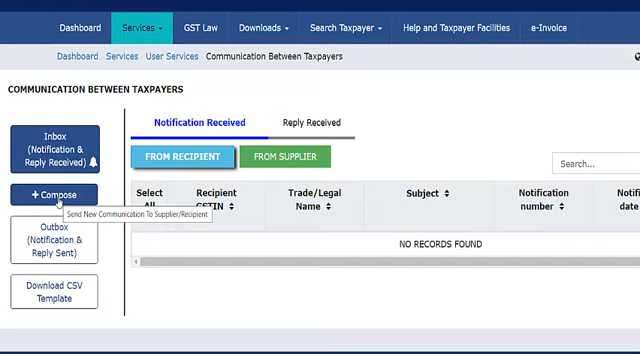 Dashboard Services GST Law Downloads Search Taxpayer Help and Taxpayer Facilities e-Invoice
Dashboard Services User Services Communication Between Taxpayers
COMMUNICATION BETWEEN TAXPAYERS
Inbox
(Notification &
Reply Received)
+ Compose
Send New Communication To Supplier/Recipient
Outbox
(Notification &
Reply Sent)
Download CSV
Template
Notification Received Reply Received
FROM RECIPIENT FROM SUPPLIER
Search...
Select Recipient Trade/Legal Subject Notification
All GSTIN Name number date
NO RECORDS FOUND